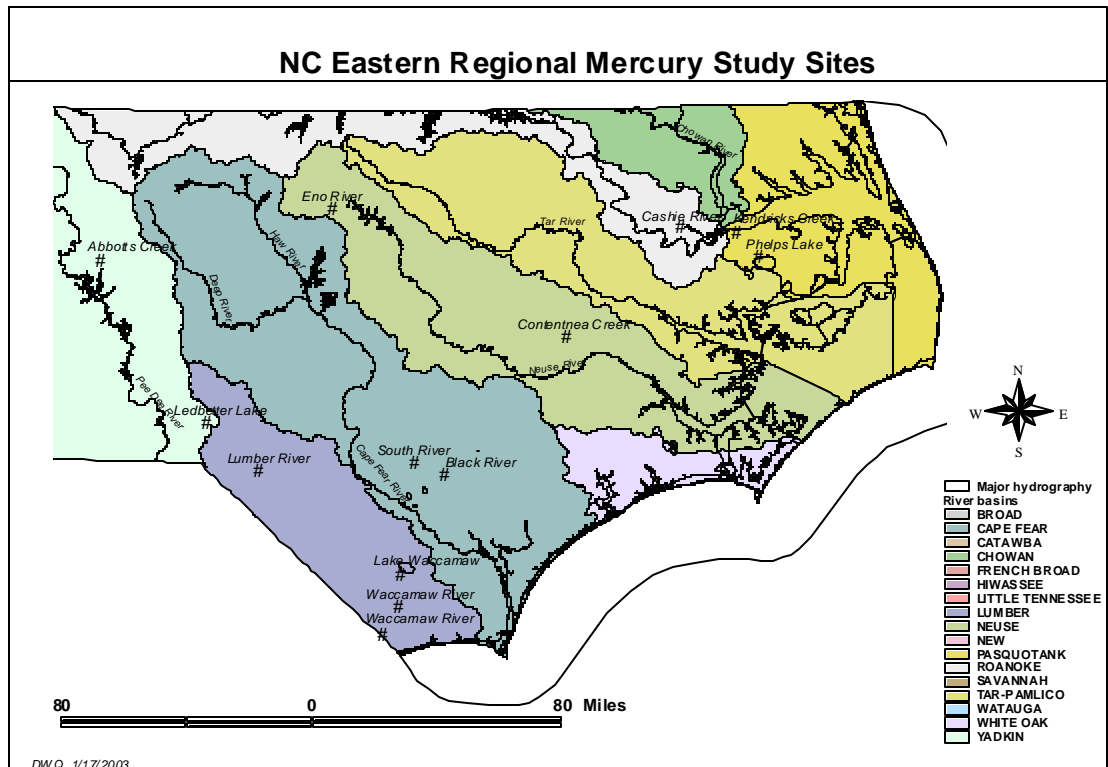 NC Eastern Regional Mercury Study Sites
Chowan River
Eno River
Cashie River
Kendricks Creek
Tar River
Abbotts Creek
Haw River
Phelps Lake
Deep River
Contentnea Creek
Neuse River
Pee Dee River
Ledbetter Lake
Lumber River
South River
Black River
Cape Fear River
Lake Waccamaw
Waccamaw River
Waccamaw River
N
W
E
S
Major hydrography
River basins
BROAD
CAPE FEAR
CATAWBA
CHOWAN
FRENCH BROAD
HIWASSEE
LITTLE TENNESSEE
LUMBER
NEUSE
NEW
PASQUOTANK
ROANOKE
SAVANNAH
TAR-PAMLICO
WATAUGA
WHITE OAK
YADKIN
80 0 80 Miles
DWQ 1/17/2003